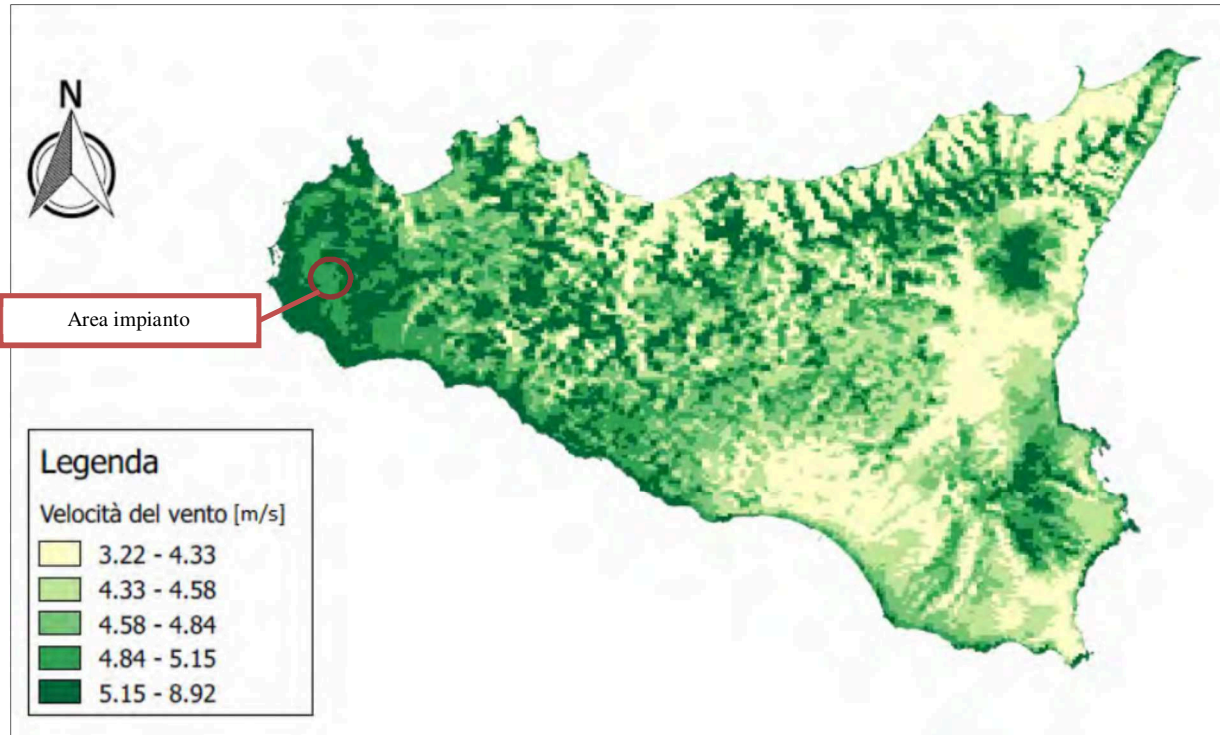 N
Area impianto
Legenda
Velocità del vento [m/s]
3.22 - 4.33
4.33 - 4.58
4.58 - 4.84
4.84 - 5.15
5.15 - 8.92